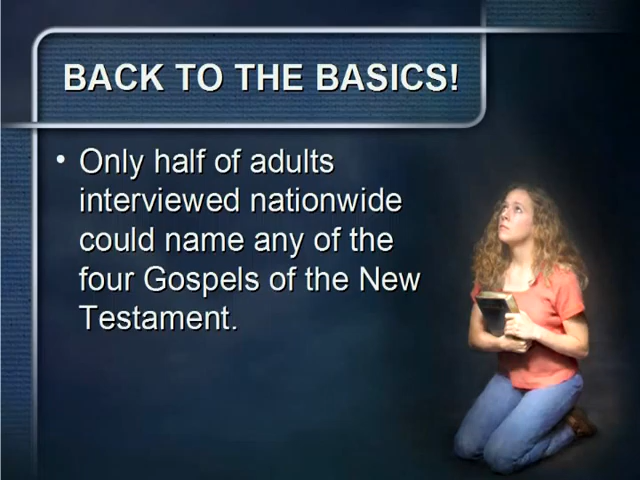 BACK TO THE BASICS!
• Only half of adults
interviewed nationwide
could name any of the
four Gospels of the New
Testament.